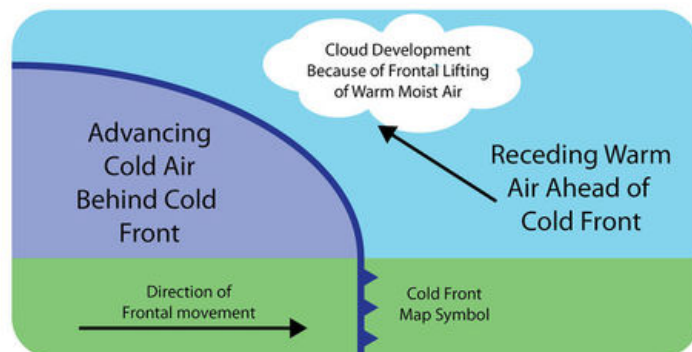 Cloud Development
Because of Frontal Lifting
of Warm Moist Air
Advancing
Cold Air
Behind Cold
Front
Receding Warm
Air Ahead of
Cold Front
Direction of
Frontal movement
Cold Front
Map Symbol